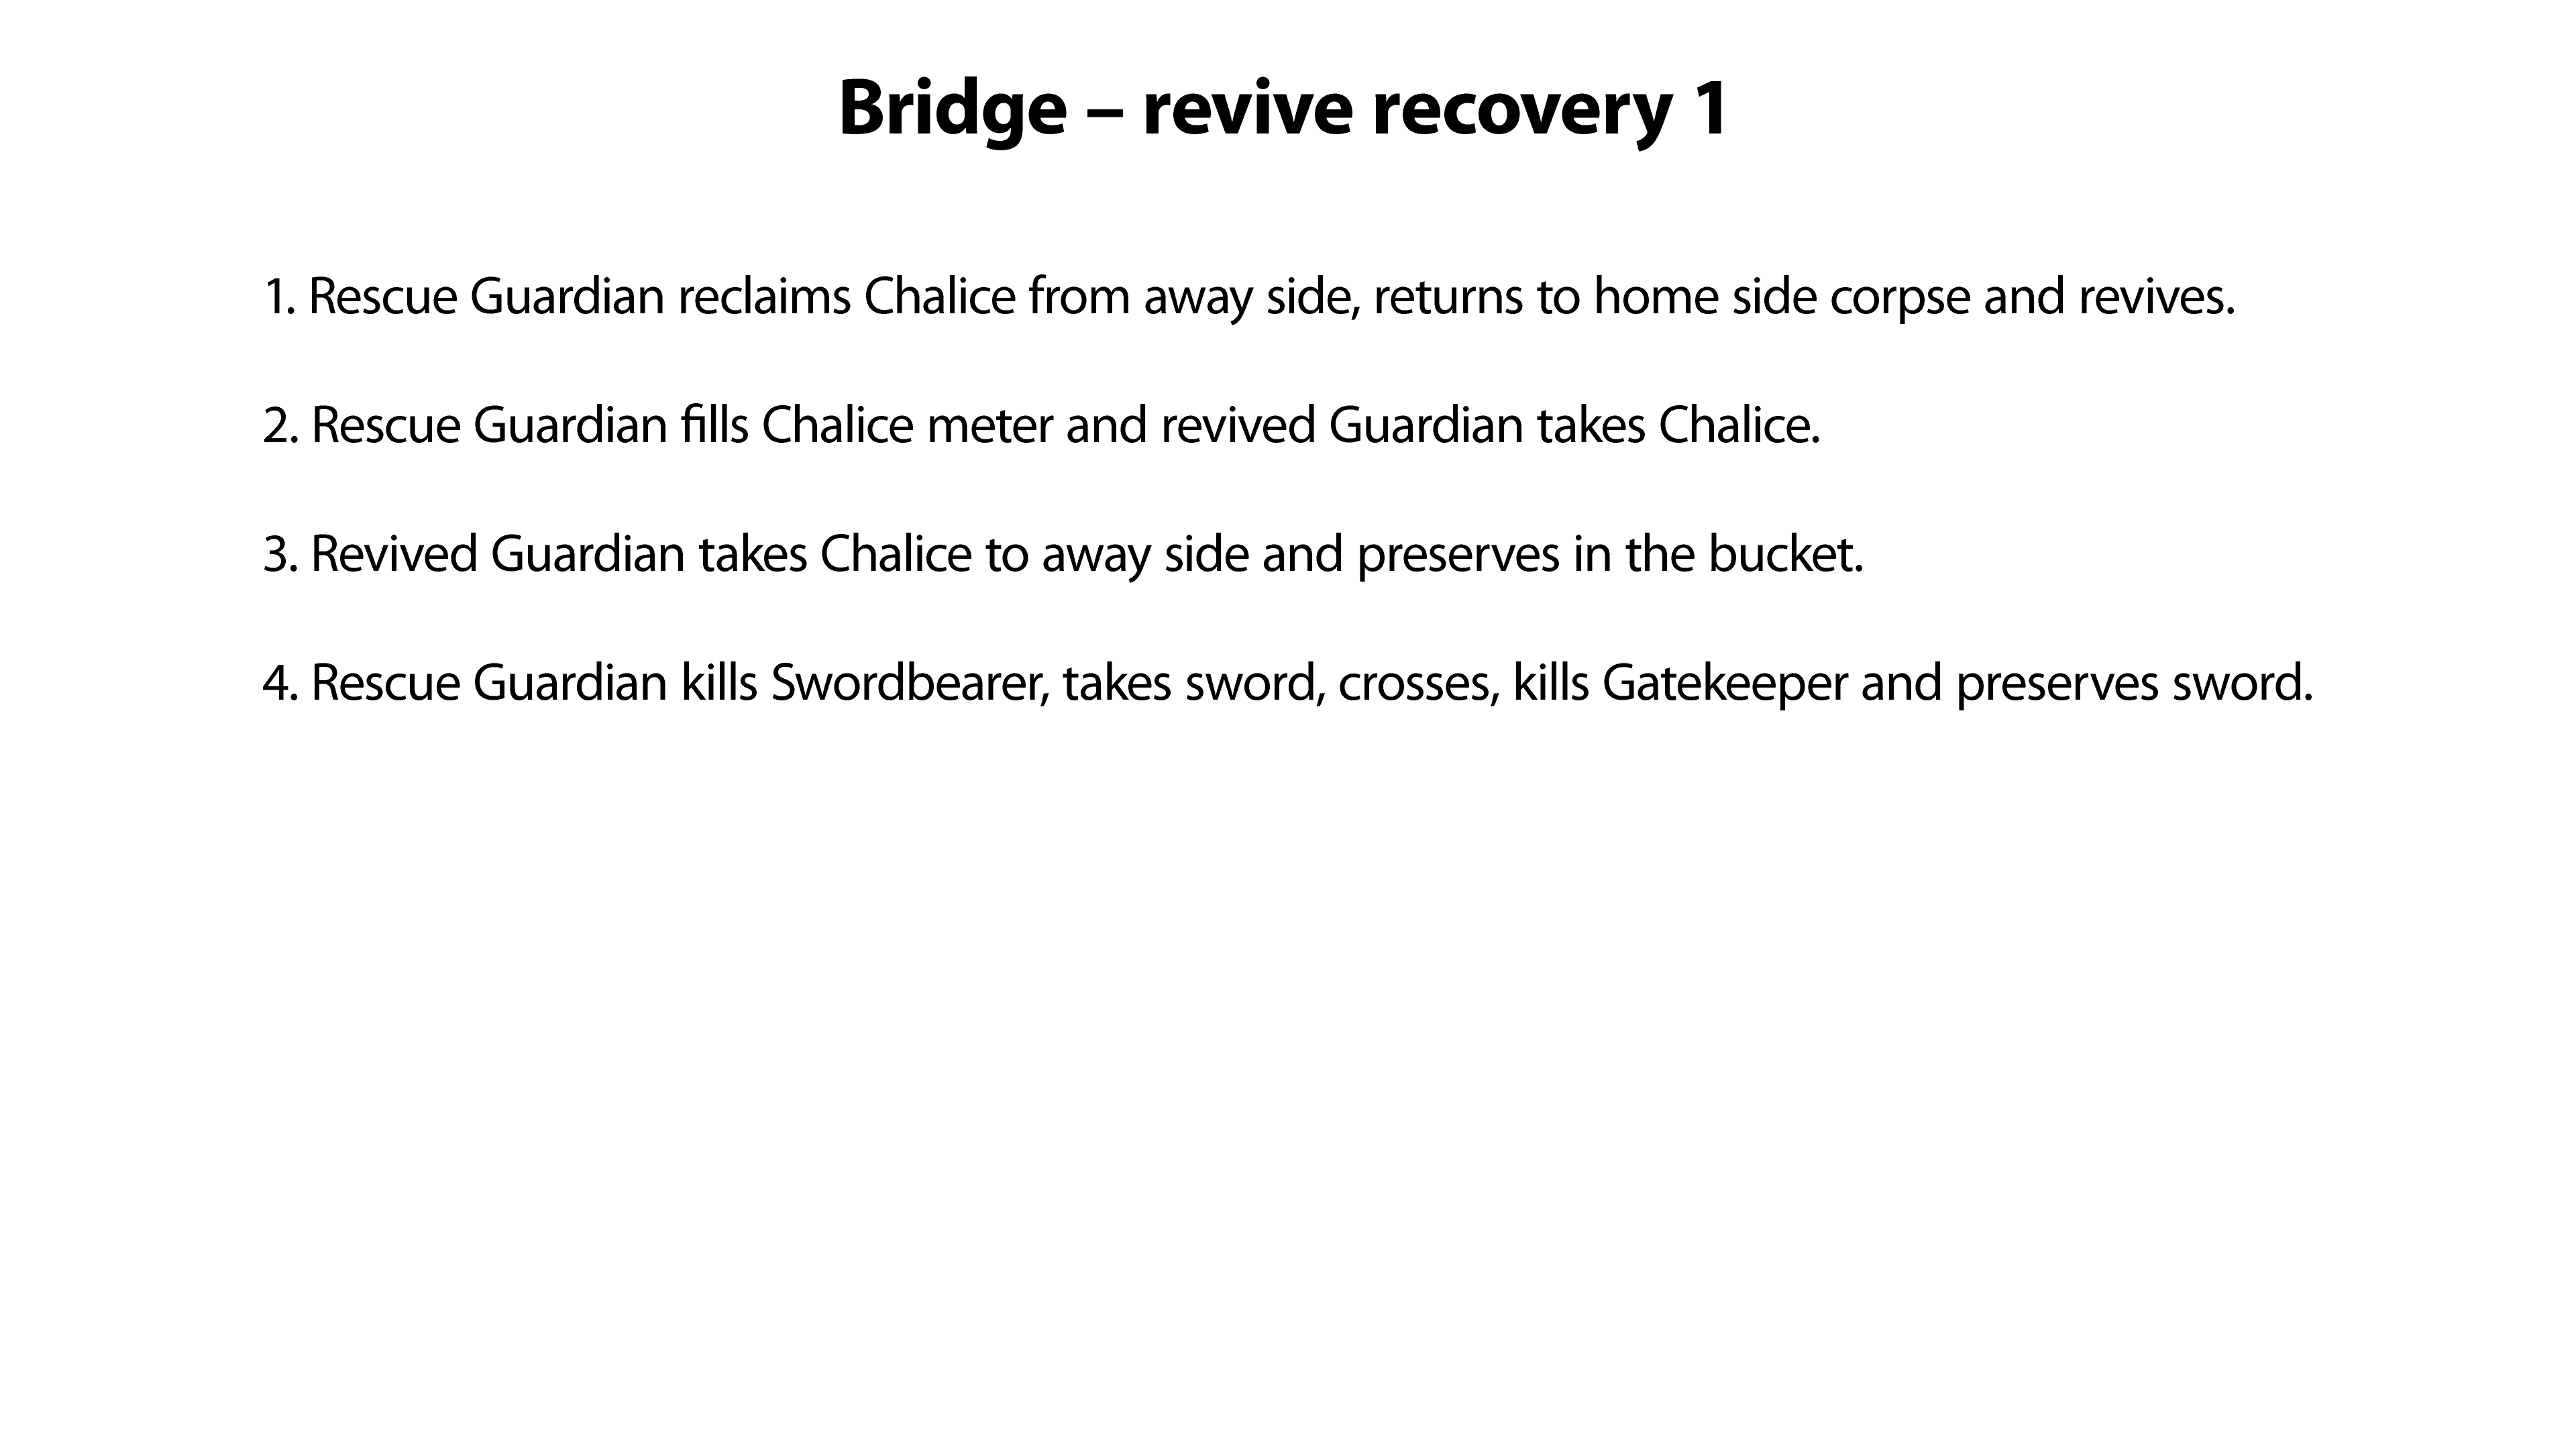 Bridge – revive recovery 1
1. Rescue Guardian reclaims Chalice from away side, returns to home side corpse and revives.
2. Rescue Guardian fills Chalice meter and revived Guardian takes Chalice.
3. Revived Guardian takes Chalice to away side and preserves in the bucket.
4. Rescue Guardian kills Swordbearer, takes sword, crosses, kills Gatekeeper and preserves sword.